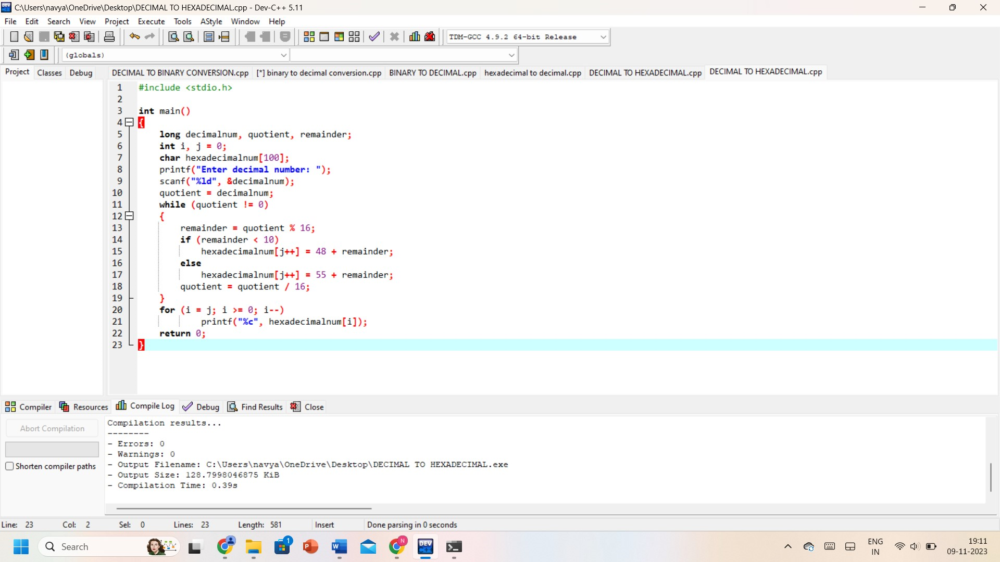 C:\Users\navya\OneDrive\Desktop\DECIMAL TO HEXADECIMAL.cpp - Dev-C++ 5.11
File Edit Search View Project Execute Tools AStyle Window Help
TDM-GCC 4.9.2 64-bit Release
(globals)
Project Classes Debug
DECIMAL TO BINARY CONVERSION.cpp [*] binary to decimal conversion.cpp BINARY TO DECIMAL.cpp hexadecimal to decimal.cpp DECIMAL TO HEXADECIMAL.cpp DECIMAL TO HEXADECIMAL.cpp
1 #include <stdio.h>
2
3 int main()
4 {
5 long decimalnum, quotient, remainder;
6 int i, j = 0;
7 char hexadecimalnum[100];
8 printf("Enter decimal number: ");
9 scanf("%ld", &decimalnum);
10 quotient = decimalnum;
11 while (quotient != 0)
12 {
13 remainder = quotient % 16;
14 if (remainder < 10)
15 hexadecimalnum[j++] = 48 + remainder;
16 else
17 hexadecimalnum[j++] = 55 + remainder;
18 quotient = quotient / 16;
19 }
20 for (i = j; i >= 0; i--)
21 printf("%c", hexadecimalnum[i]);
22 return 0;
23 }
Compiler Resources Compile Log Debug Find Results Close
Abort Compilation
Shorten compiler paths
Compilation results...
--------
- Errors: 0
- Warnings: 0
- Output Filename: C:\Users\navya\OneDrive\Desktop\DECIMAL TO HEXADECIMAL.exe
- Output Size: 128.7998046875 KiB
- Compilation Time: 0.39s
Line: 23 Col: 2 Sel: 0 Lines: 23 Length: 581 Insert Done parsing in 0 seconds
Search
1
P
W
N
DEV
C++
ENG
IN
19:11
09-11-2023